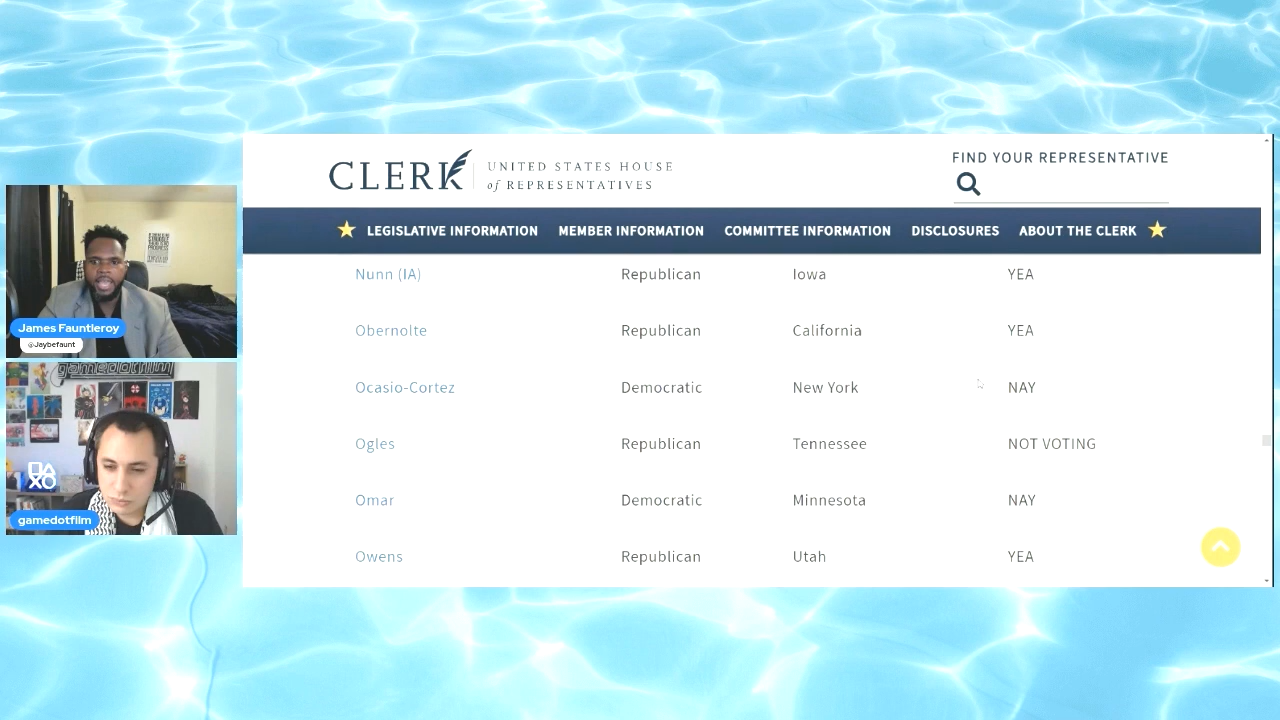 CLERK
UNITED STATES HOUSE
of REPRESENTATIVES
FIND YOUR REPRESENTATIVE
LEGISLATIVE INFORMATION MEMBER INFORMATION COMMITTEE INFORMATION DISCLOSURES ABOUT THE CLERK
Nunn (IA) Republican Iowa YEA
Obernolte Republican California YEA
Ocasio-Cortez Democratic New York NAY
Ogles Republican Tennessee NOT VOTING
Omar Democratic Minnesota NAY
Owens Republican Utah YEA
James Fauntleroy
@Jaybefaunt
gamedotfilm
gamedotfilm